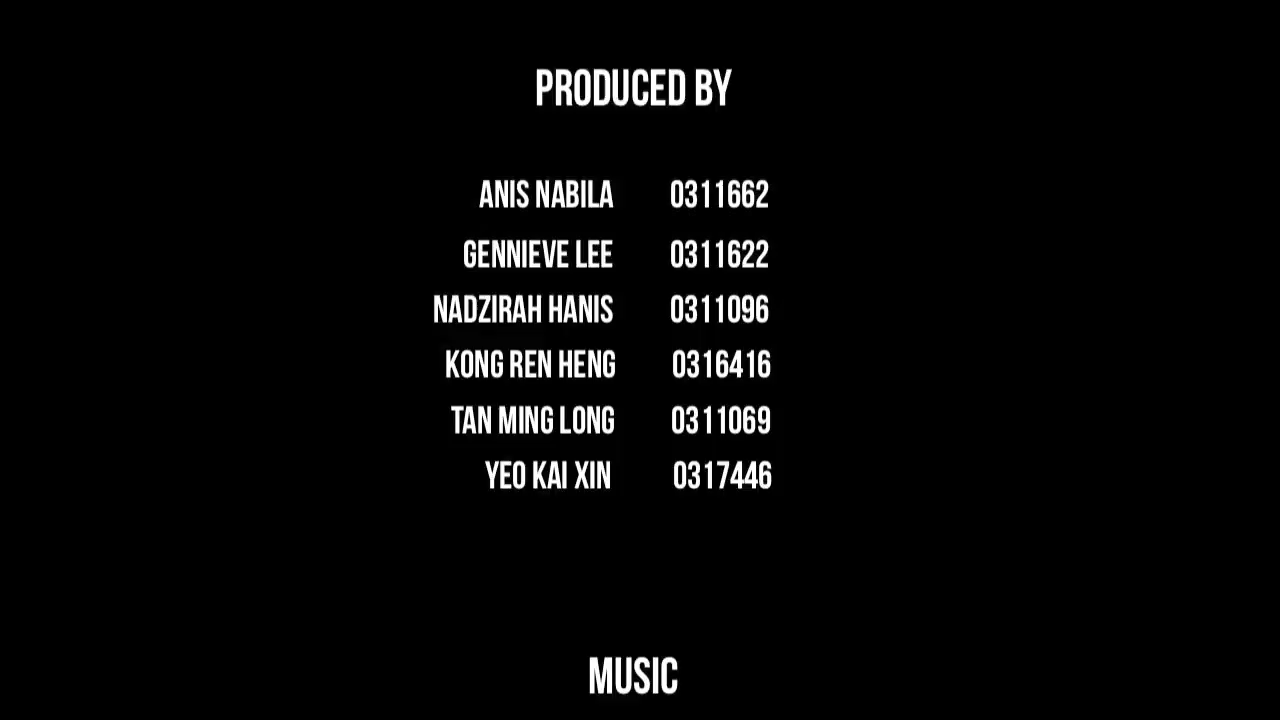 PRODUCED BY
ANIS NABILA 0311662
GENNIEVE LEE 0311622
NADZIRAH HANIS 0311096
KONG REN HENG 0316416
TAN MING LONG 0311069
YEO KAI XIN 0317446
MUSIC